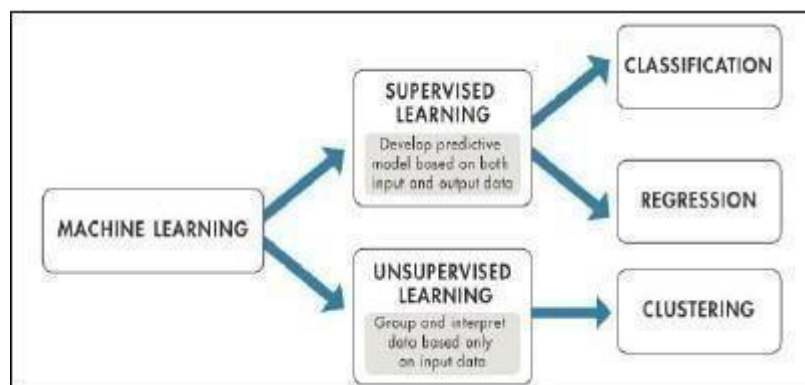 MACHINE LEARNING
SUPERVISED
LEARNING
Develop predictive
model based on both
input and output data
UNSUPERVISED
LEARNING
Group and interpret
data based only
on input data
CLASSIFICATION
REGRESSION
CLUSTERING